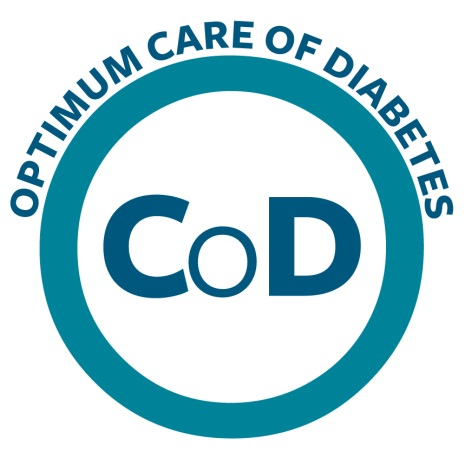 OPTIMUM CARE OF DIABETES
CoD